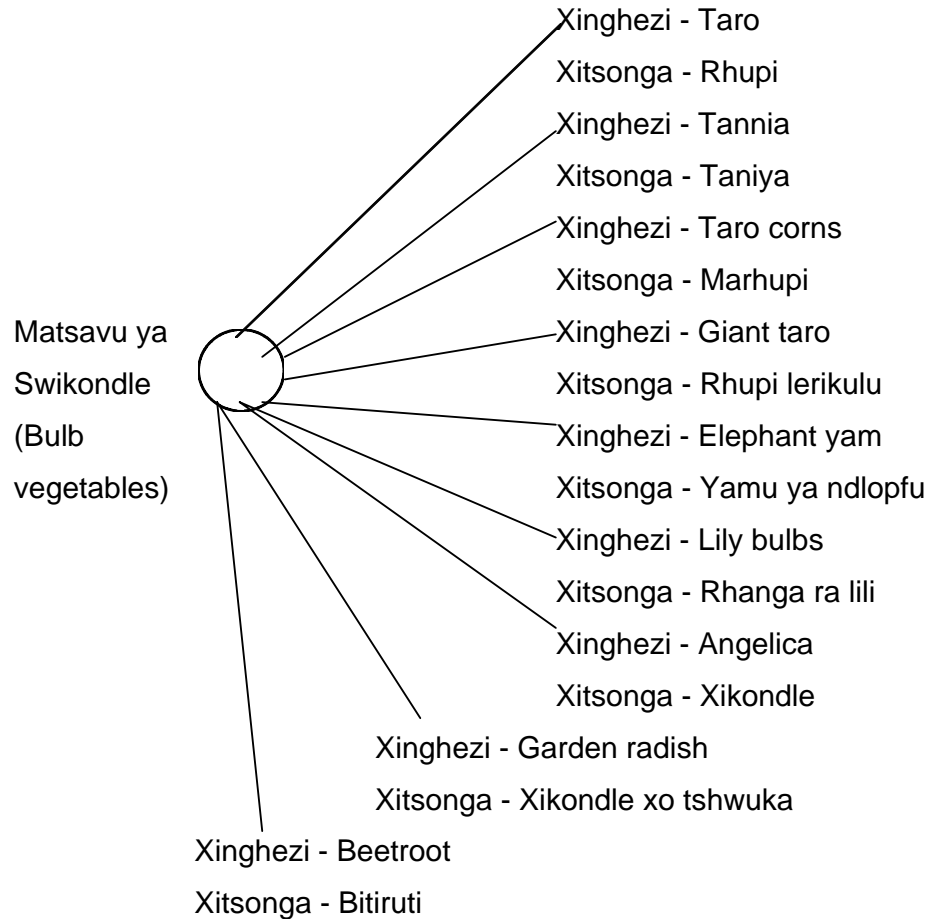 Xinghezi - Taro
Xitsonga - Rhupi
Xinghezi - Tannia
Xitsonga - Taniya
Xinghezi - Taro corns
Xitsonga - Marhupi
Matsavu ya
Swikondle
(Bulb
vegetables)
Xinghezi - Giant taro
Xitsonga - Rhupi lerikulu
Xinghezi - Elephant yam
Xitsonga - Yamu ya ndlopfu
Xinghezi - Lily bulbs
Xitsonga - Rhanga ra lili
Xinghezi - Angelica
Xitsonga - Xikondle
Xinghezi - Garden radish
Xitsonga - Xikondle xo tshwuka
Xinghezi - Beetroot
Xitsonga - Bitiruti